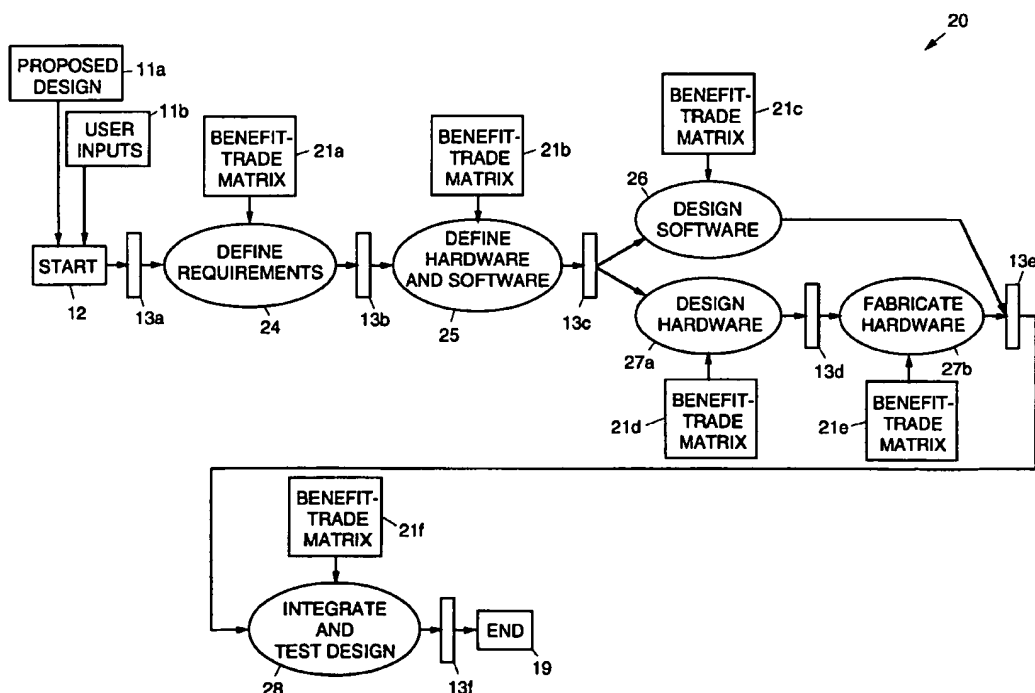 20
PROPOSED
DESIGN
11a
11b
USER
INPUTS
BENEFIT-
TRADE
MATRIX
21a
BENEFIT-
TRADE
MATRIX
21b
BENEFIT-
TRADE
MATRIX
21c
26
DESIGN
SOFTWARE
START
12
13a
DEFINE
REQUIREMENTS
24
13b
DEFINE
HARDWARE
AND SOFTWARE
25
13c
DESIGN
HARDWARE
27a
13d
FABRICATE
HARDWARE
27b
13e
21d
BENEFIT-
TRADE
MATRIX
21e
BENEFIT-
TRADE
MATRIX
BENEFIT-
TRADE
MATRIX
21f
INTEGRATE
AND
TEST DESIGN
28
13f
END
19